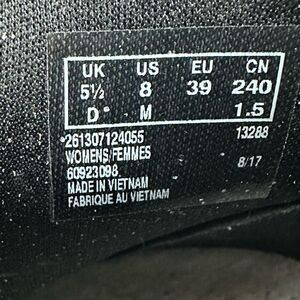 UK US EU CN
5½ 8 39 240
D° M 1.5
261307124055 13288
WOMENS/FEMMES
60923098 8/17
MADE IN VIETNAM
FABRIQUE AU VIETNAM